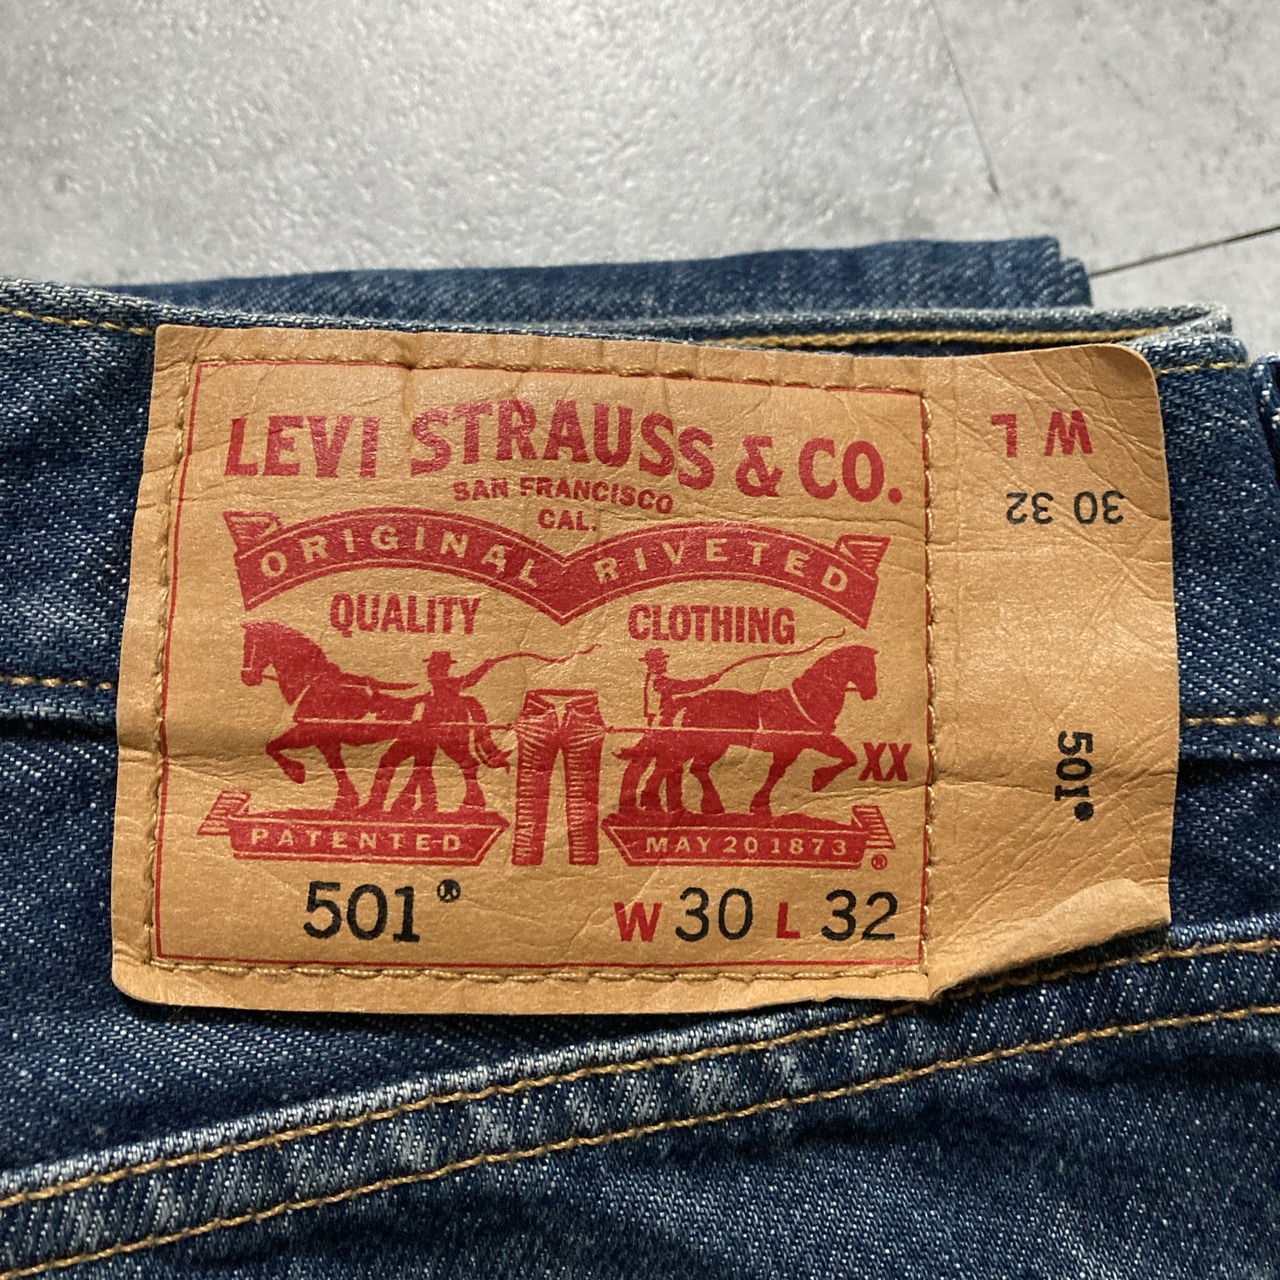 LEVI STRAUSS & CO.
SAN FRANCISCO
CAL.
ORIGINAL RIVETED
QUALITY CLOTHING
XX
PATENTED MAY 20 1873 ®
501® W 30 L 32
W L
30 32
501®